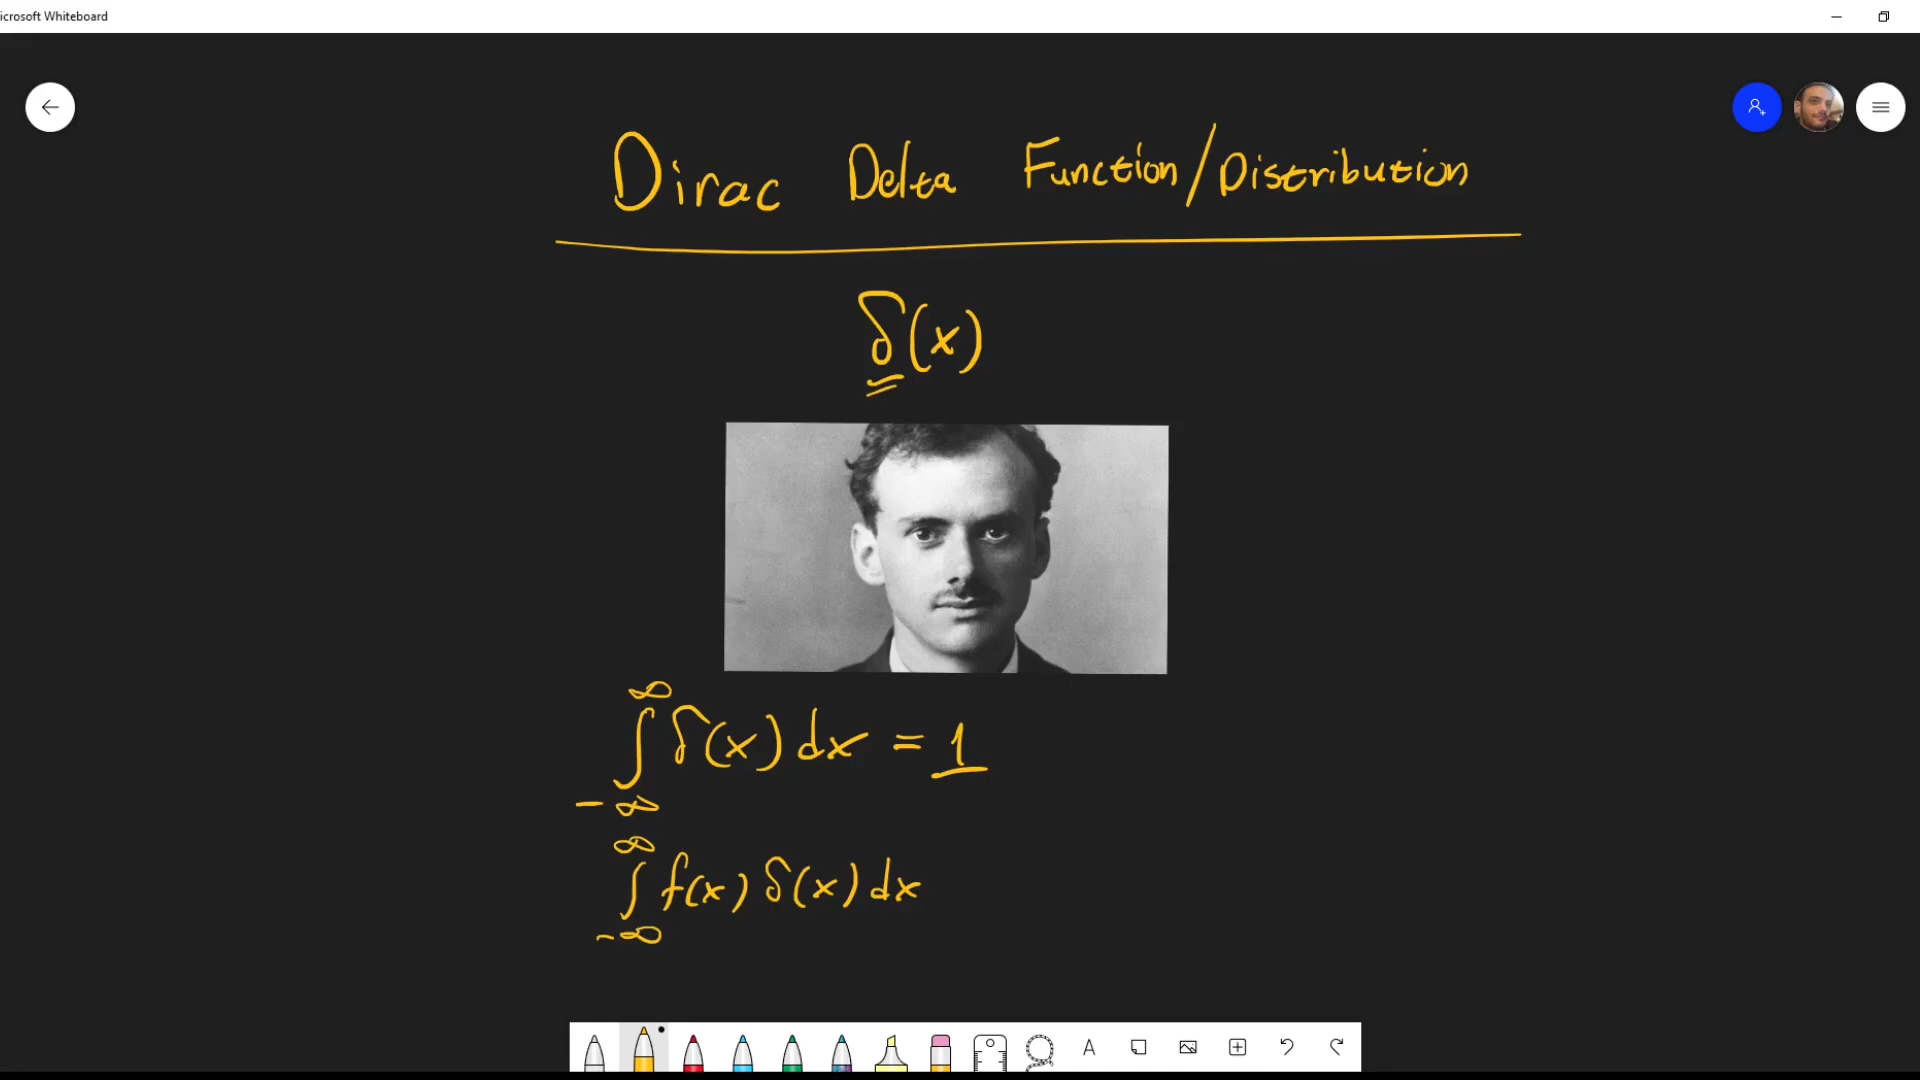 icrosoft Whiteboard
Dirac Delta Function/Distribution
δ(x)
∞
∫ δ(x) dx = 1
-∞
∞
∫ f(x) δ(x) dx
-∞
A